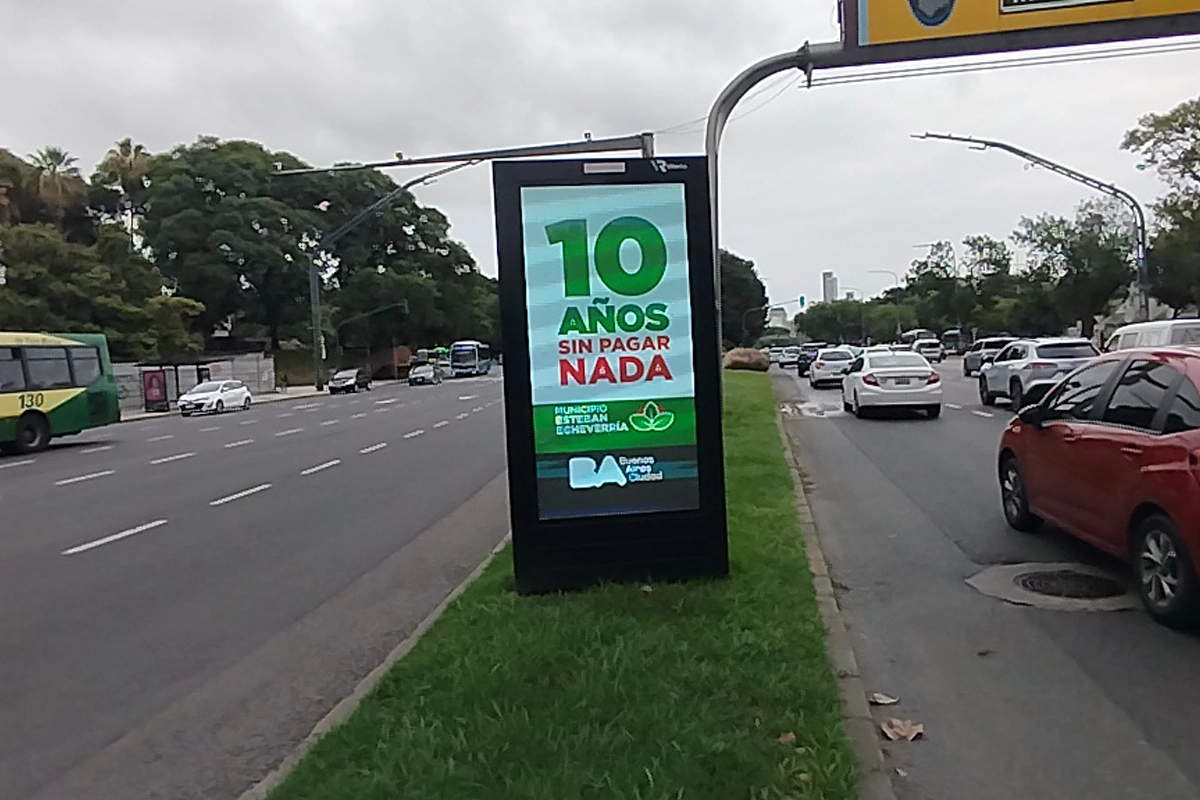 10
AÑOS
SIN PAGAR
NADA
MUNICIPIO
ESTEBAN
ECHEVERRÍA
BA Buenos
Aires
Ciudad
130